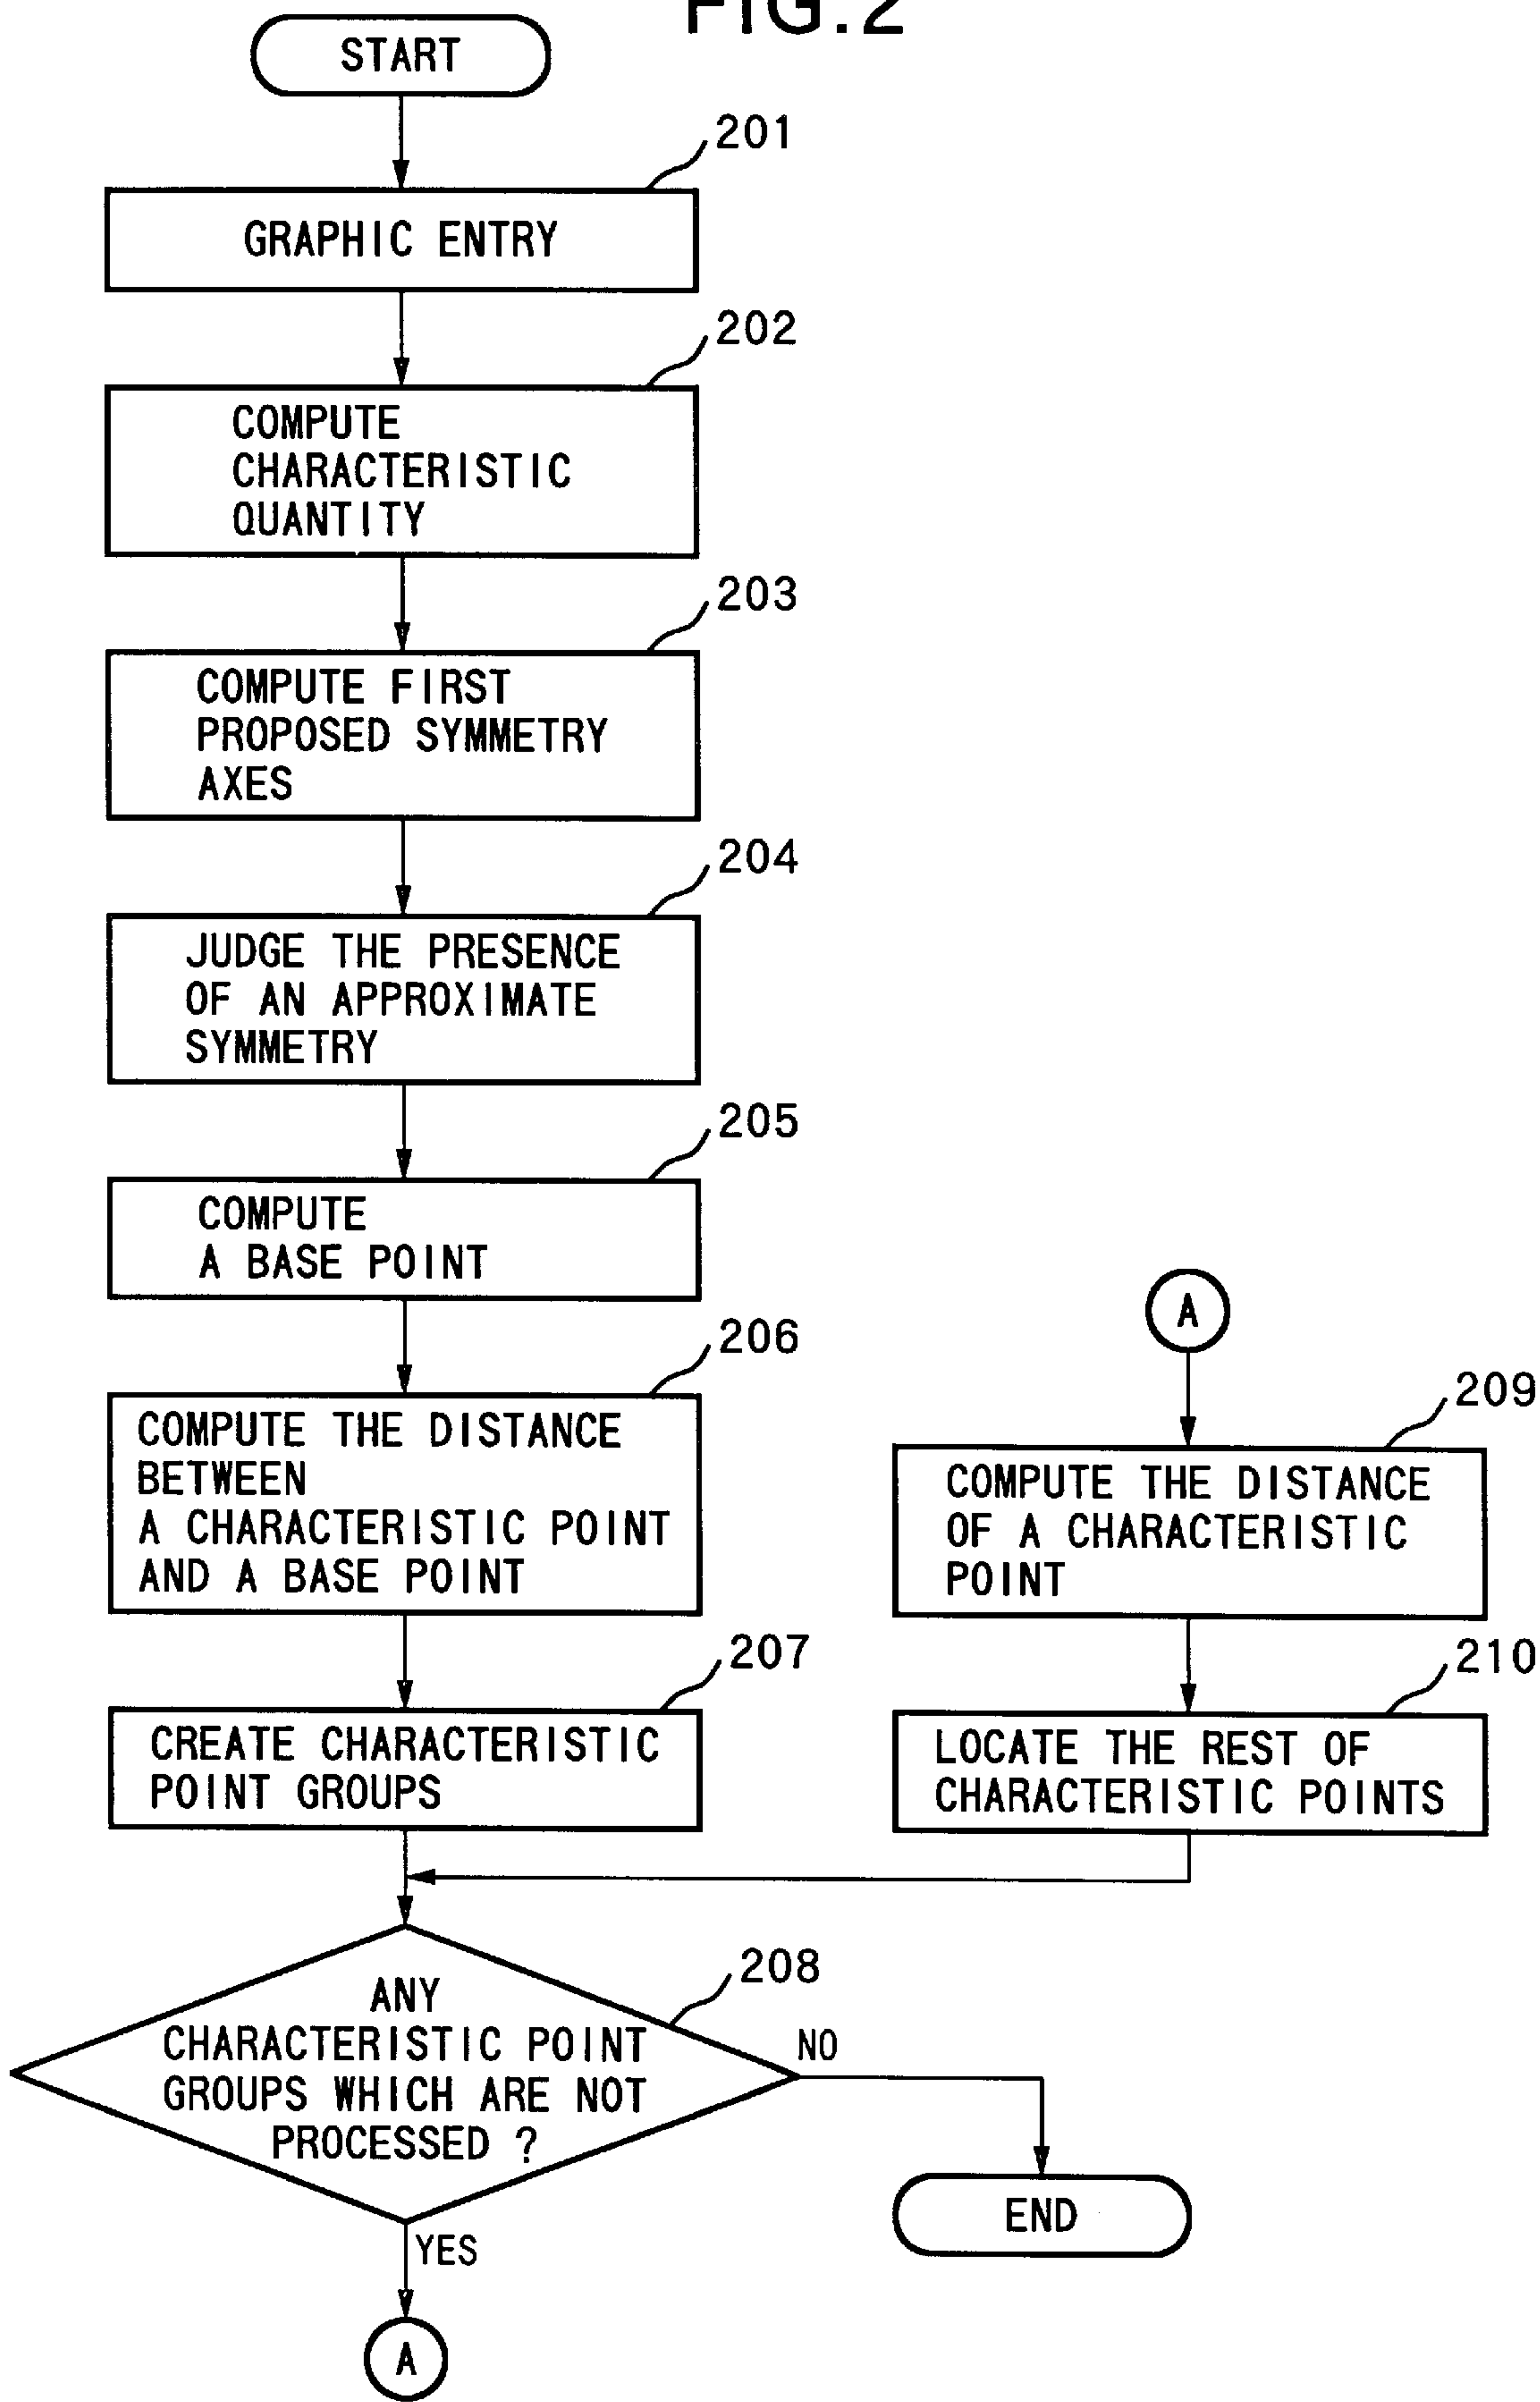 FIG.2
START
201
GRAPHIC ENTRY
202
COMPUTE
CHARACTERISTIC
QUANTITY
203
COMPUTE FIRST
PROPOSED SYMMETRY
AXES
204
JUDGE THE PRESENCE
OF AN APPROXIMATE
SYMMETRY
205
COMPUTE
A BASE POINT
206
COMPUTE THE DISTANCE
BETWEEN
A CHARACTERISTIC POINT
AND A BASE POINT
207
CREATE CHARACTERISTIC
POINT GROUPS
208
ANY
CHARACTERISTIC POINT
GROUPS WHICH ARE NOT
PROCESSED ?
NO
END
YES
A
A
209
COMPUTE THE DISTANCE
OF A CHARACTERISTIC
POINT
210
LOCATE THE REST OF
CHARACTERISTIC POINTS